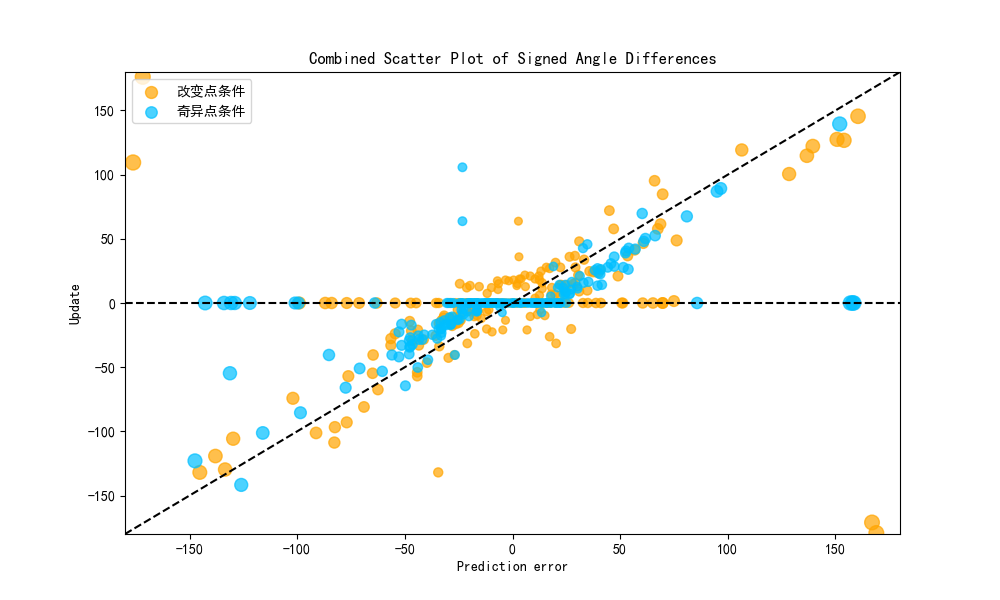 Combined Scatter Plot of Signed Angle Differences
改变点条件
奇异点条件
150
100
50
0
−50
−100
−150
Update
−150 −100 −50 0 50 100 150
Prediction error